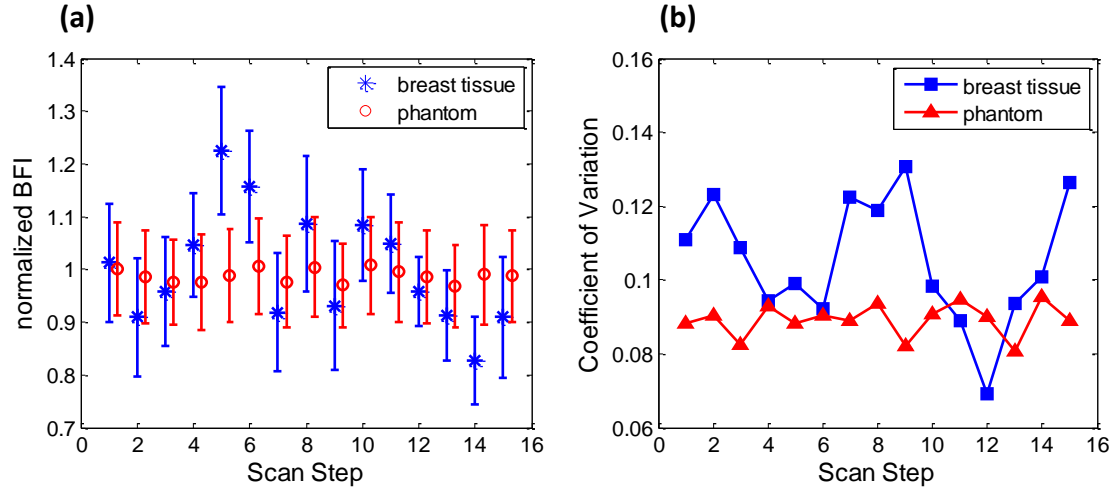 (a)
(b)
1.4
1.3
1.2
1.1
1
0.9
0.8
0.7
normalized BFI
breast tissue
phantom
0 2 4 6 8 10 12 14 16
Scan Step
0.16
0.14
0.12
0.1
0.08
0.06
Coefficient of Variation
breast tissue
phantom
0 2 4 6 8 10 12 14 16
Scan Step